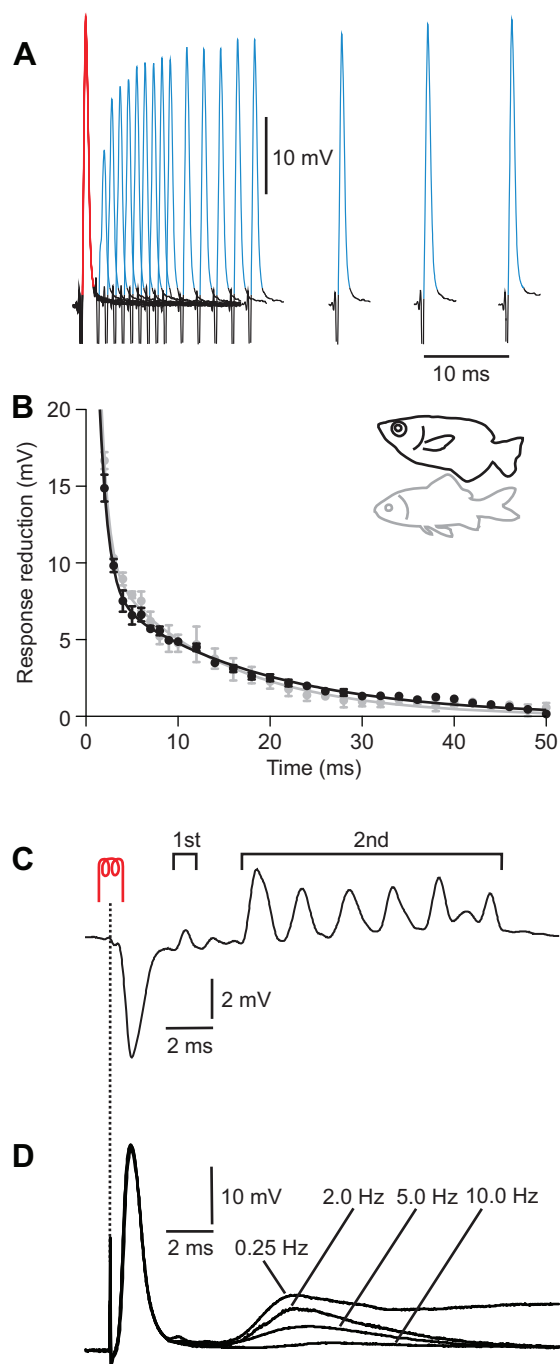 A
10 mV
10 ms
B
20
15
10
5
0
Response reduction (mV)
0
10
20
30
40
50
Time (ms)
C
1st
2nd
2 mV
2 ms
D
10 mV
2 ms
0.25 Hz
2.0 Hz
5.0 Hz
10.0 Hz